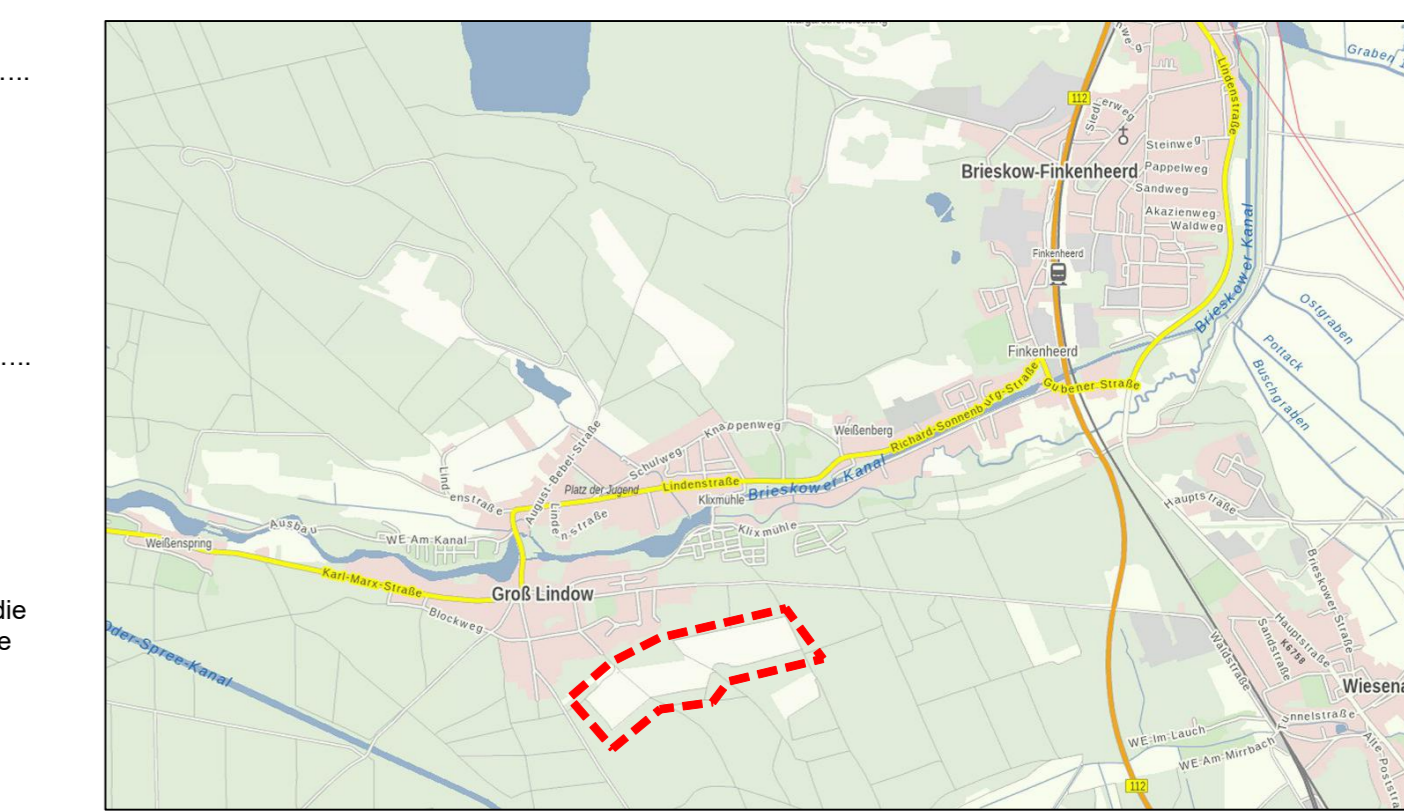 ….
….
die
e
Graben
112
Lindenstraße
Siedlerweg
Steinweg
Brieskow-Finkenheerd
Pappelweg
Sandweg
Akazienweg
Waldweg
Finkenheerd
Brieskower Kanal
Ostgraben
Pottack
Buschgraben
Finkenheerd
Gubener Straße
Richard-Sonnenburg-Straße
Weißenberg
Knappenweg
Schulweg
August-Bebel-Straße
Lindenstraße
Platz der Jugend
Lindenstraße
Klixmühle
Brieskower Kanal
Lindenstraße
Klixmühle
Hauptstraße
Ausbau
WE Am Kanal
Weißenspring
Karl-Marx-Straße
Groß Lindow
Blockweg
Oder-Spree-Kanal
Brieskower Straße
Hauptstraße
K6758
Sandstraße
Waldstraße
Wiesena
Tunnelstraße
WE Im Lauch
WE Am Mirrbach
Alte Poststra
112